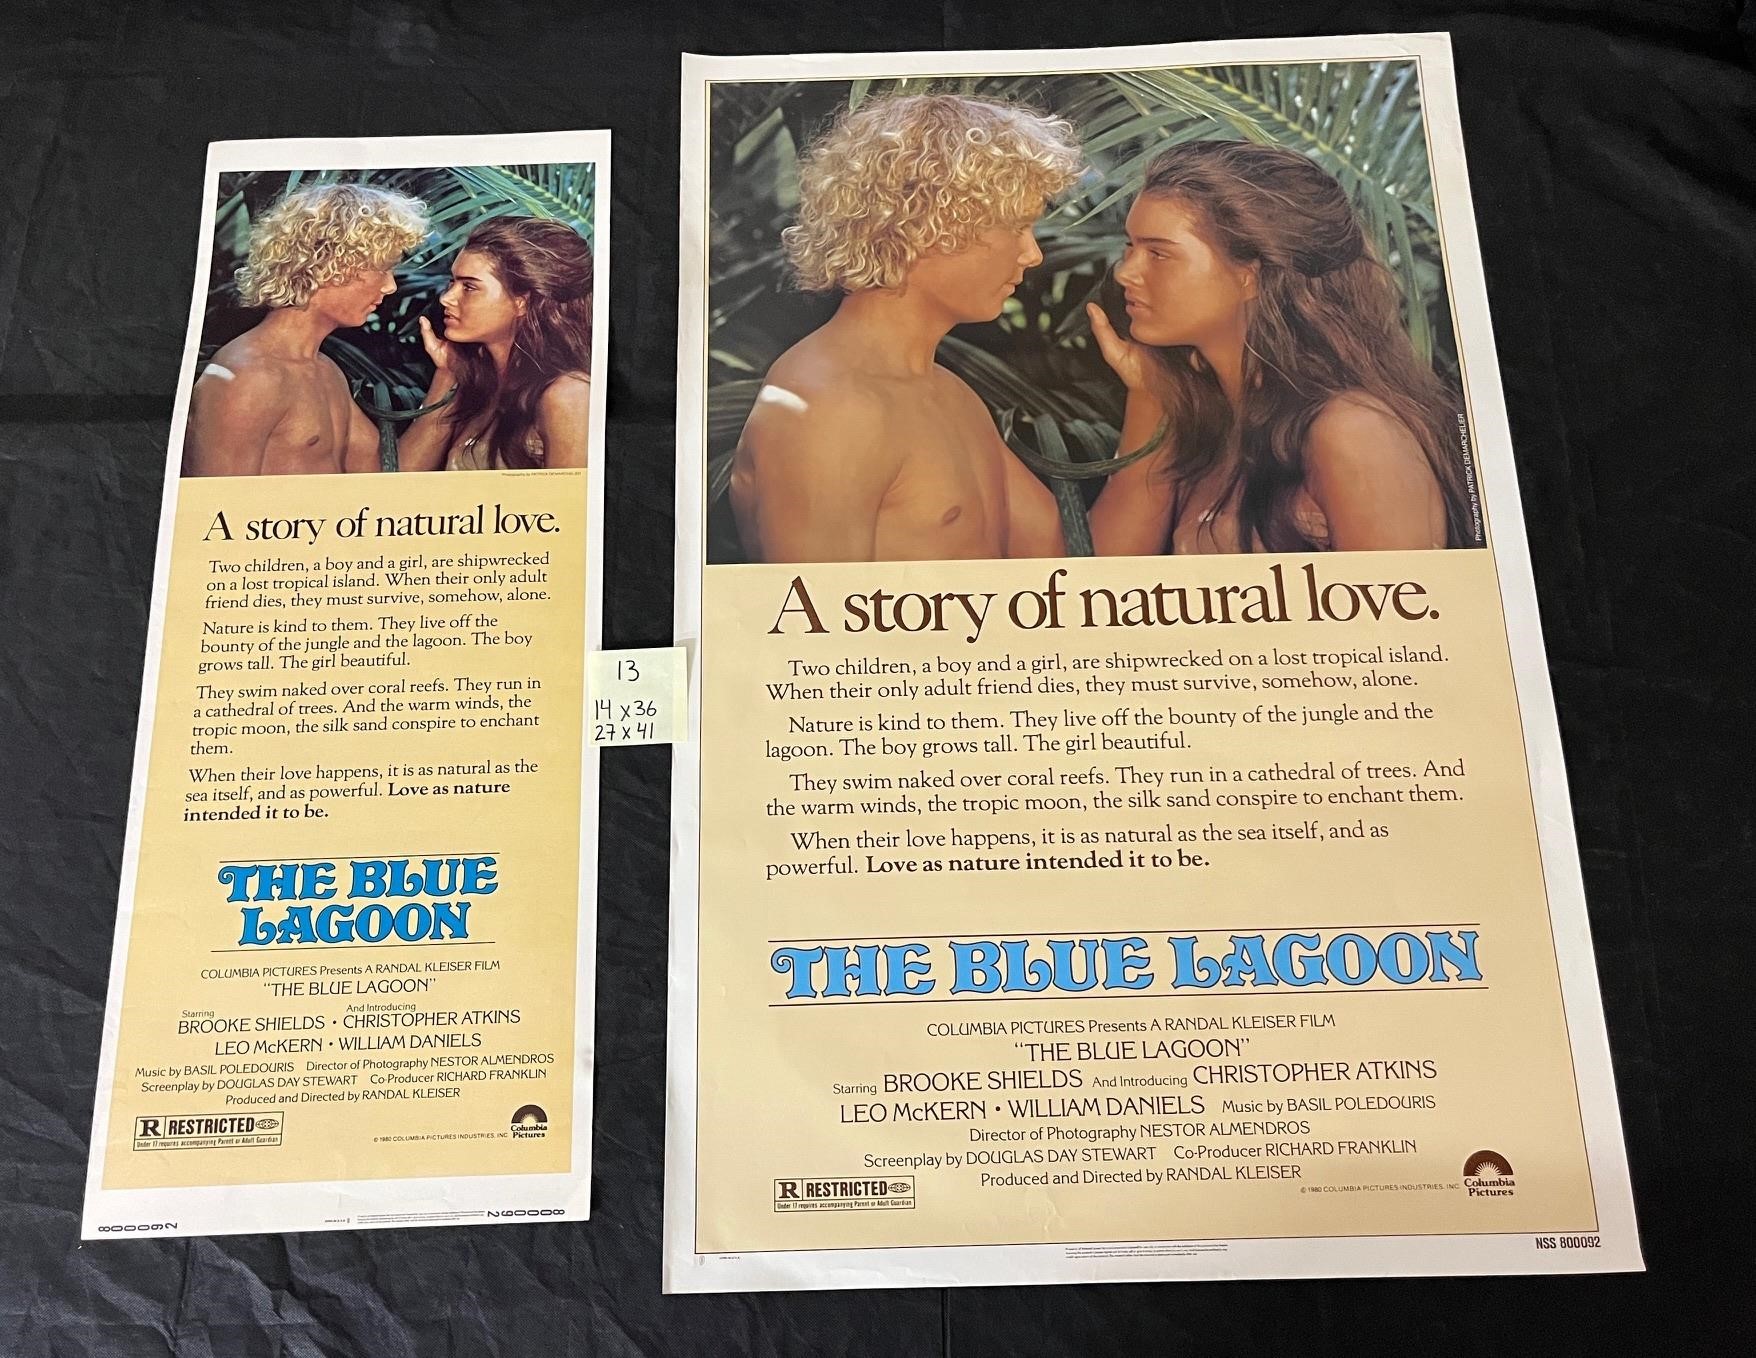 Photography by PATRICK DEMARCHELIER
A story of natural love.
Two children, a boy and a girl, are shipwrecked
on a lost tropical island. When their only adult
friend dies, they must survive, somehow, alone.
Nature is kind to them. They live off the
bounty of the jungle and the lagoon. The boy
grows tall. The girl beautiful.
They swim naked over coral reefs. They run in
a cathedral of trees. And the warm winds, the
tropic moon, the silk sand conspire to enchant
them.
When their love happens, it is as natural as the
sea itself, and as powerful. Love as nature
intended it to be.
THE BLUE
LAGOON
COLUMBIA PICTURES Presents A RANDAL KLEISER FILM
"THE BLUE LAGOON"
Starring And Introducing
BROOKE SHIELDS • CHRISTOPHER ATKINS
LEO McKERN • WILLIAM DANIELS
Music by BASIL POLEDOURIS Director of Photography NESTOR ALMENDROS
Screenplay by DOUGLAS DAY STEWART Co-Producer RICHARD FRANKLIN
Produced and Directed by RANDAL KLEISER
R RESTRICTED
Under 17 requires accompanying Parent or Adult Guardian
© 1980 COLUMBIA PICTURES INDUSTRIES, INC.
Columbia
Pictures
800092
800092
13
14 x 36
27 x 41
Photography by PATRICK DEMARCHELIER
A story of natural love.
Two children, a boy and a girl, are shipwrecked on a lost tropical island.
When their only adult friend dies, they must survive, somehow, alone.
Nature is kind to them. They live off the bounty of the jungle and the
lagoon. The boy grows tall. The girl beautiful.
They swim naked over coral reefs. They run in a cathedral of trees. And
the warm winds, the tropic moon, the silk sand conspire to enchant them.
When their love happens, it is as natural as the sea itself, and as
powerful. Love as nature intended it to be.
THE BLUE LAGOON
COLUMBIA PICTURES Presents A RANDAL KLEISER FILM
"THE BLUE LAGOON"
Starring BROOKE SHIELDS And Introducing CHRISTOPHER ATKINS
LEO McKERN • WILLIAM DANIELS Music by BASIL POLEDOURIS
Director of Photography NESTOR ALMENDROS
Screenplay by DOUGLAS DAY STEWART Co-Producer RICHARD FRANKLIN
Produced and Directed by RANDAL KLEISER
R RESTRICTED
Under 17 requires accompanying Parent or Adult Guardian
© 1980 COLUMBIA PICTURES INDUSTRIES, INC.
Columbia
Pictures
NSS 800092